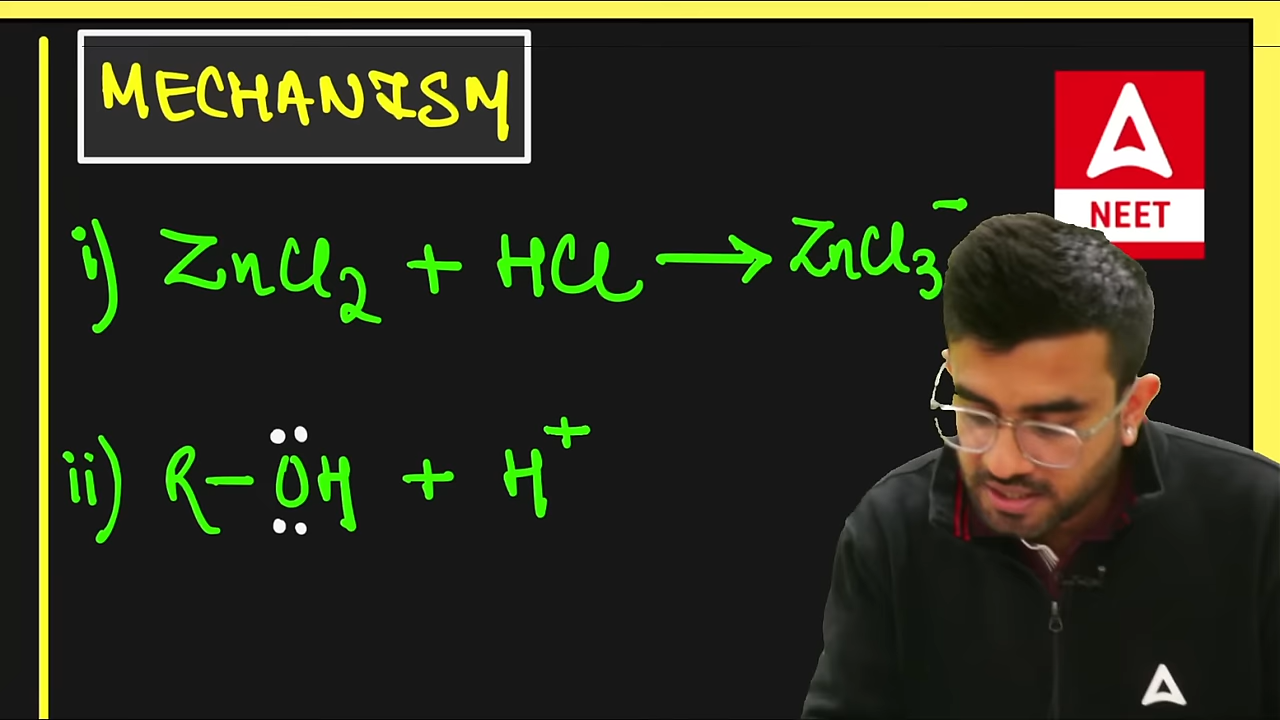 MECHANISM
NEET
i) ZnCl₂ + HCl ⟶ ZnCl₃⁻
ii) R–ÖH + H⁺